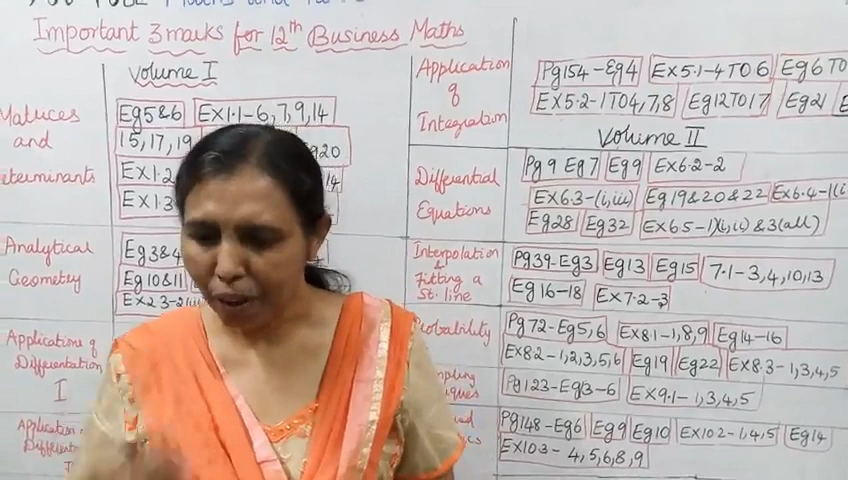 Important 3 marks for 12th Business Maths
Volume I
Matrices and Determinants
Eg 5 & 6 Ex 1.1 - 6, 7, 9, 14
15, 17, 19 Eg 20
Ex 1.2
Ex 1.3
Analytical Geometry
Eg 3 &
Eg 10 & 11
Ex 2.3 - 2
Applications of Differentiation I
Application
Application of Integration
Pg 154 - Eg 4 Ex 5.1 - 4 TO 6 Eg 6 TO
Ex 5.2 - 1 TO 4, 7, 8 Eg 12 TO 17 Eg 21
Volume II
Differential Equations
Pg 9 Eg 7 Eg 9 Ex 6.2 - 2
Ex 6.3 - (i, iii) Eg 19 & 20 & 22 Ex 6.4 - 1(i
Eg 28 Eg 32 Ex 6.5 - 1)(i, ii) & 3 (all)
Interpolation & Fitting a St. line
Pg 39 - Eg 3 Eg 13 Eg 15 7.1 - 3, 4, 10, 13
Eg 16 - 18 Ex 7.2 - 3
Probability
Pg 72 - Eg 5, 6 Ex 8.1 - 1, 8, 9 Eg 14 - 16
Ex 8.2 - 1, 2, 3, 5, 6 Eg 19 Eg 22 Ex 8.3 - 1, 3, 4, 5
Pg 123 - Eg 3 - 6 Ex 9.1 - 1, 3, 4, 5
Pg 148 - Eg 6 Eg 9 Eg 10 Ex 10.2 - 1, 4, 5 Eg 14
Ex 10.3 - 4, 5, 6, 8, 9